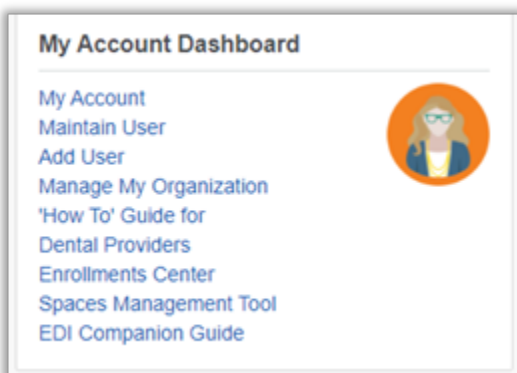 My Account Dashboard
My Account
Maintain User
Add User
Manage My Organization
'How To' Guide for
Dental Providers
Enrollments Center
Spaces Management Tool
EDI Companion Guide